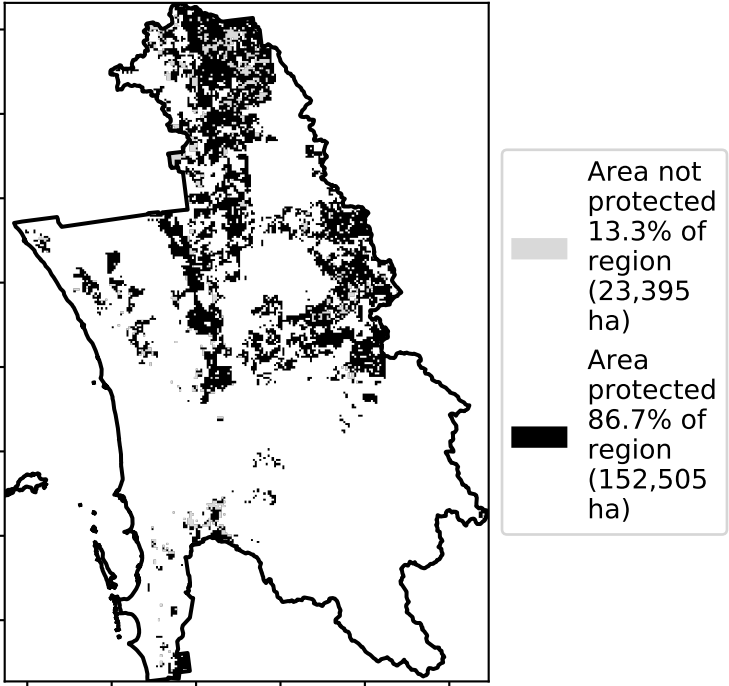 Area not
protected
13.3% of
region
(23,395
ha)
Area
protected
86.7% of
region
(152,505
ha)